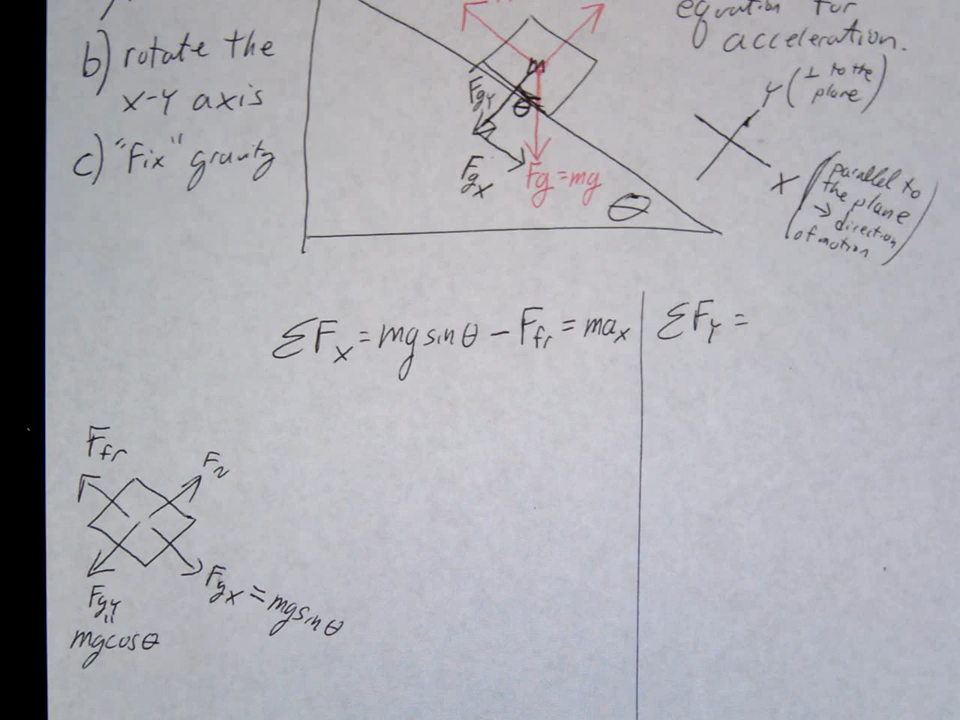 equation for
acceleration.
b) rotate the
x-y axis
c) "Fix" gravity
m
Fgy
θ
Fgx
Fg = mg
θ
y (⊥ to the
plane)
x (parallel to
the plane
→ direction
of motion)
ΣFx = mg sin θ - Ffr = max
ΣFy =
Ffr
FN
Fgy
"
mg cos θ
Fgx = mg sin θ